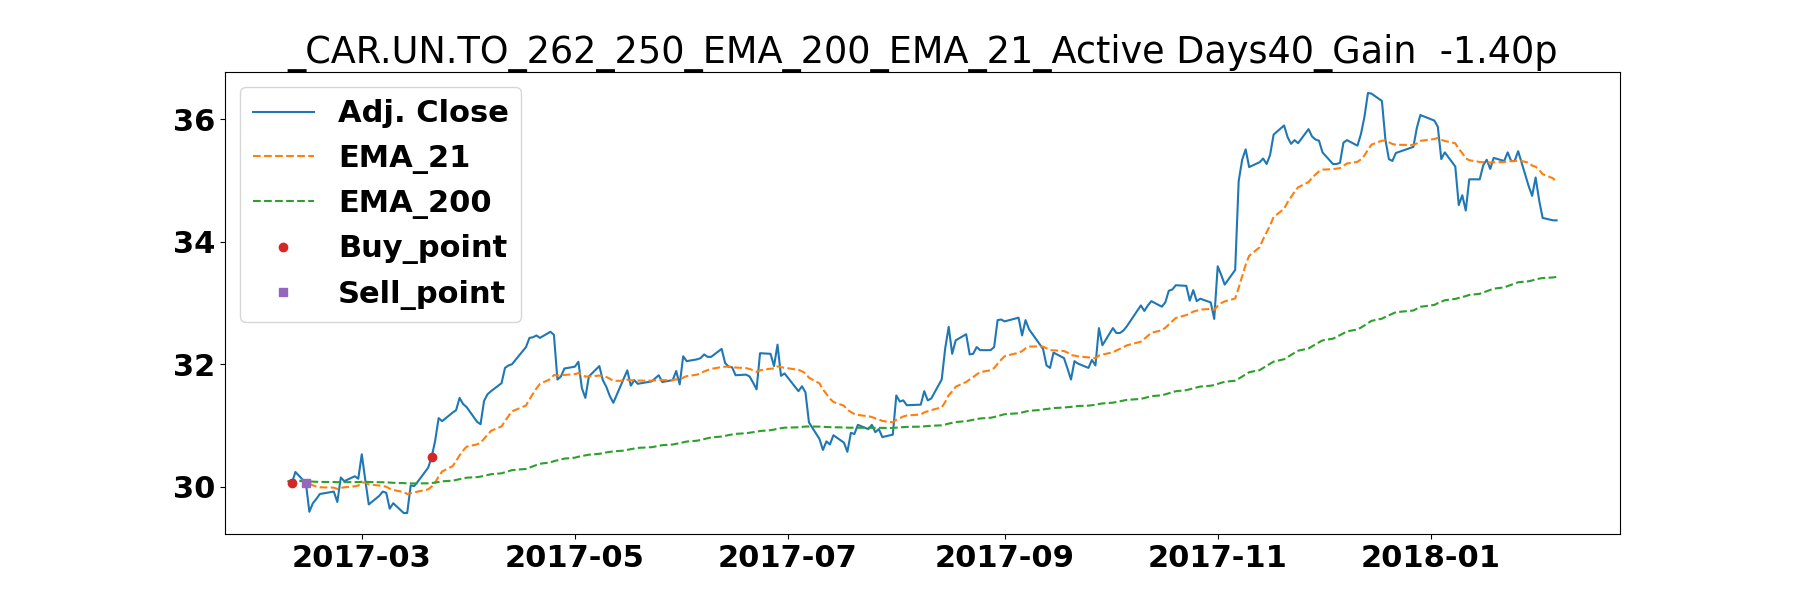 _CAR.UN.TO_262_250_EMA_200_EMA_21_Active Days40_Gain  -1.40p
Adj. Close
EMA_21
EMA_200
Buy_point
Sell_point
36
34
32
30
2017-03
2017-05
2017-07
2017-09
2017-11
2018-01